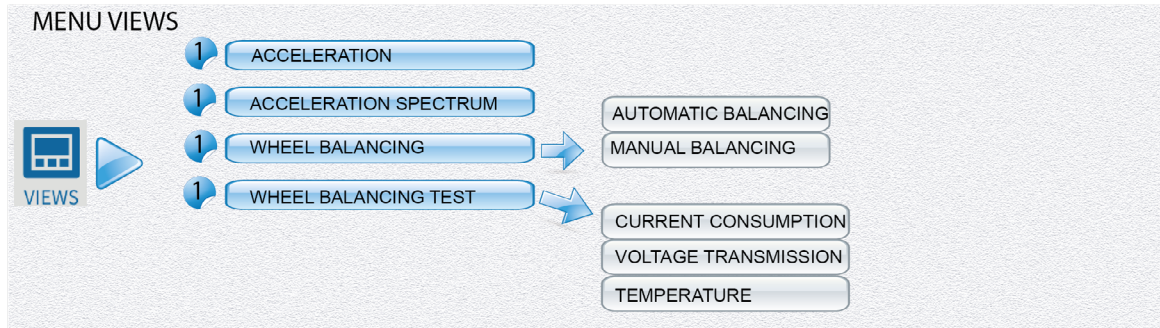 MENU VIEWS
1 ACCELERATION
1 ACCELERATION SPECTRUM
AUTOMATIC BALANCING
1 WHEEL BALANCING
MANUAL BALANCING
VIEWS
1 WHEEL BALANCING TEST
CURRENT CONSUMPTION
VOLTAGE TRANSMISSION
TEMPERATURE